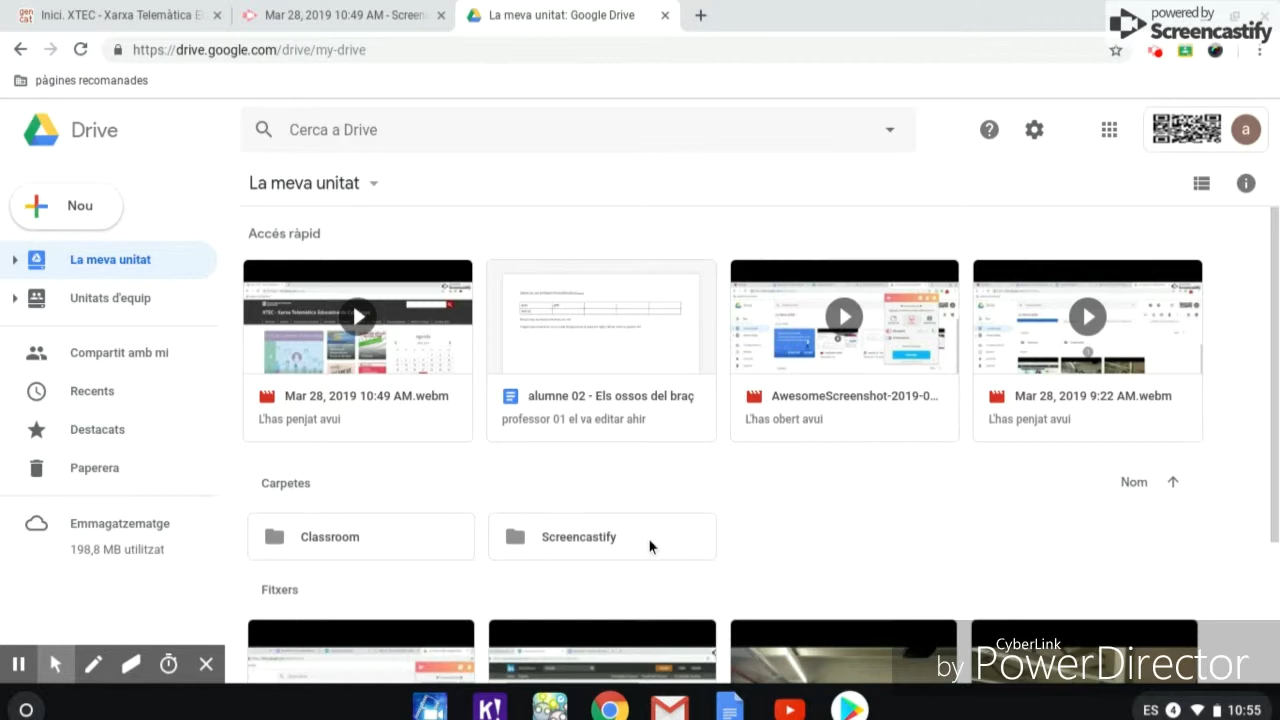 gen
cat
Inici. XTEC - Xarxa Telemàtica E
Mar 28, 2019 10:49 AM - Screen
La meva unitat: Google Drive
powered by
Screencastify
https://drive.google.com/drive/my-drive
pàgines recomanades
Drive
Cerca a Drive
a
Nou
La meva unitat
La meva unitat
Unitats d'equip
Compartit amb mi
Recents
Destacats
Paperera
Emmagatzematge
198,8 MB utilitzat
Accés ràpid
Mar 28, 2019 10:49 AM.webm
L'has penjat avui
alumne 02 - Els ossos del braç
professor 01 el va editar ahir
AwesomeScreenshot-2019-0...
L'has obert avui
Mar 28, 2019 9:22 AM.webm
L'has penjat avui
Carpetes
Nom
Classroom
Screencastify
Fitxers
CyberLink
by PowerDirector
K!
ES 4 10:55